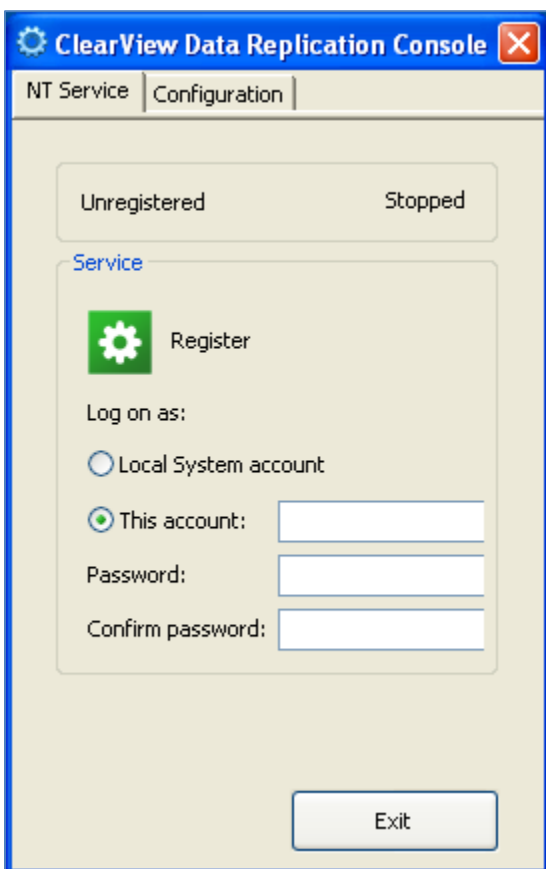 ClearView Data Replication Console
NT Service Configuration
Unregistered Stopped
Service
Register
Log on as:
Local System account
This account:
Password:
Confirm password:
Exit